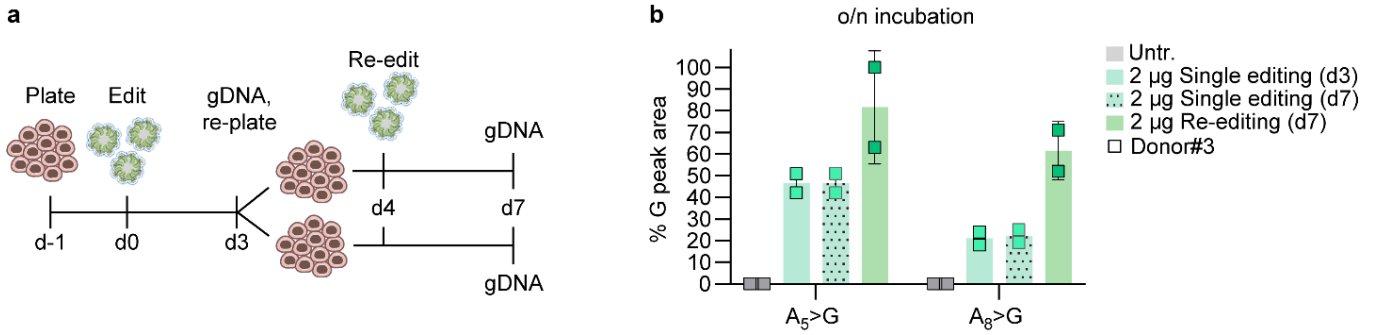 a
Plate
Edit
gDNA,
re-plate
Re-edit
gDNA
d-1
d0
d3
d4
d7
gDNA
b
o/n incubation
% G peak area
100
90
80
70
60
50
40
30
20
10
0
A₅>G
A₈>G
Untr.
2 µg Single editing (d3)
2 µg Single editing (d7)
2 µg Re-editing (d7)
Donor#3